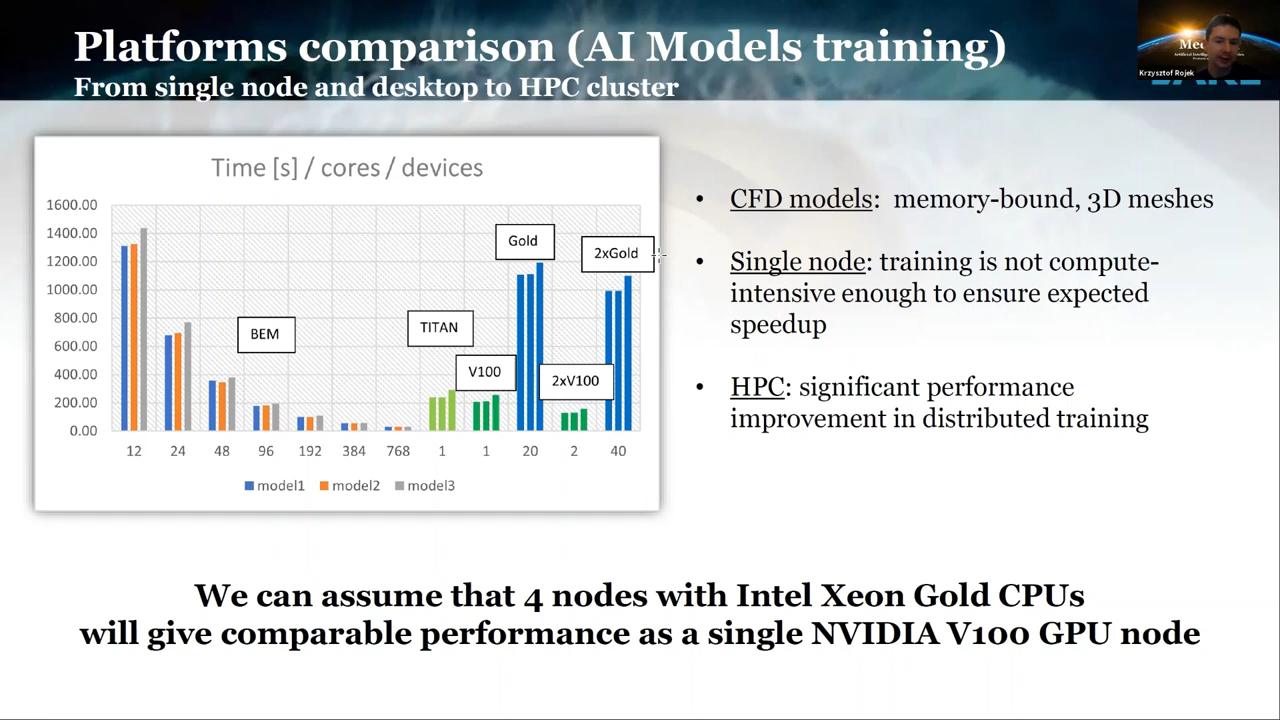 Platforms comparison (AI Models training)
From single node and desktop to HPC cluster
Krzysztof Rojek
Time [s] / cores / devices
1600.00
1400.00
1200.00
1000.00
800.00
600.00
400.00
200.00
0.00
BEM
TITAN
V100
Gold
2xV100
2xGold
12 24 48 96 192 384 768 1 1 20 2 40
model1 model2 model3
• CFD models: memory-bound, 3D meshes
• Single node: training is not compute-
intensive enough to ensure expected
speedup
• HPC: significant performance
improvement in distributed training
We can assume that 4 nodes with Intel Xeon Gold CPUs
will give comparable performance as a single NVIDIA V100 GPU node